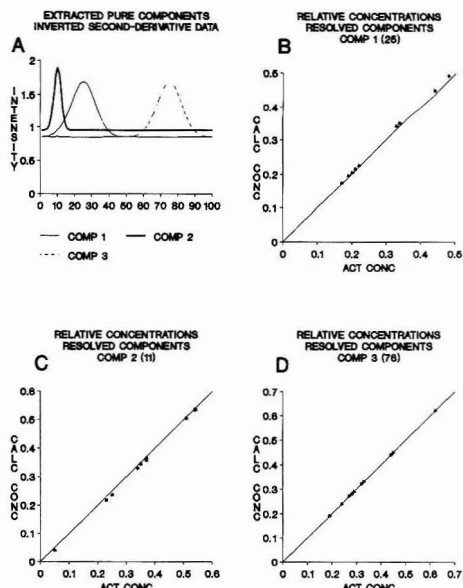 EXTRACTED PURE COMPONENTS
INVERTED SECOND-DERIVATIVE DATA
A
INTENSITY
2
1.5
1
0.5
0
0 10 20 30 40 50 60 70 80 90 100
COMP 1
COMP 2
COMP 3
RELATIVE CONCENTRATIONS
RESOLVED COMPONENTS
COMP 1 (25)
B
CALC CONC
0.5
0.4
0.3
0.2
0.1
0
0 0.1 0.2 0.3 0.4 0.5
ACT CONC
RELATIVE CONCENTRATIONS
RESOLVED COMPONENTS
COMP 2 (11)
C
CALC CONC
0.6
0.5
0.4
0.3
0.2
0.1
0
0 0.1 0.2 0.3 0.4 0.5 0.6
ACT CONC
RELATIVE CONCENTRATIONS
RESOLVED COMPONENTS
COMP 3 (76)
D
CALC CONC
0.7
0.6
0.5
0.4
0.3
0.2
0.1
0
0 0.1 0.2 0.3 0.4 0.5 0.6 0.7
ACT CONC